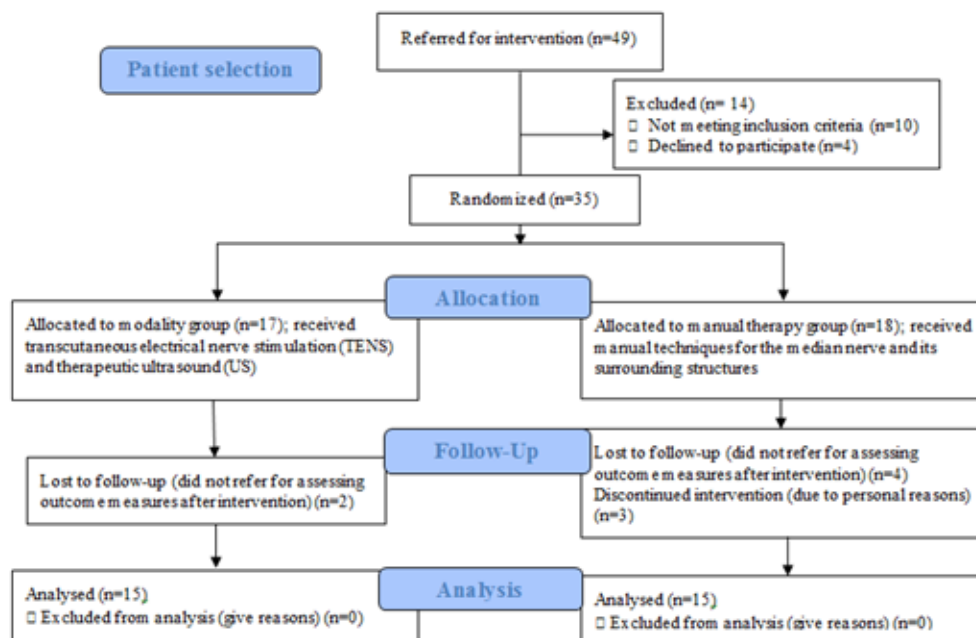 Referred for intervention (n=49)
Patient selection
Excluded (n= 14)
▯ Not meeting inclusion criteria (n=10)
▯ Declined to participate (n=4)
Randomized (n=35)
Allocation
Allocated to modality group (n=17); received
transcutaneous electrical nerve stimulation (TENS)
and therapeutic ultrasound (US)
Allocated to manual therapy group (n=18); received
manual techniques for the median nerve and its
surrounding structures
Follow-Up
Lost to follow-up (did not refer for assessing
outcome measures after intervention) (n=2)
Lost to follow-up (did not refer for assessing
outcome measures after intervention) (n=4)
Discontinued intervention (due to personal reasons)
(n=3)
Analysis
Analysed (n=15)
▯ Excluded from analysis (give reasons) (n=0)
Analysed (n=15)
▯ Excluded from analysis (give reasons) (n=0)